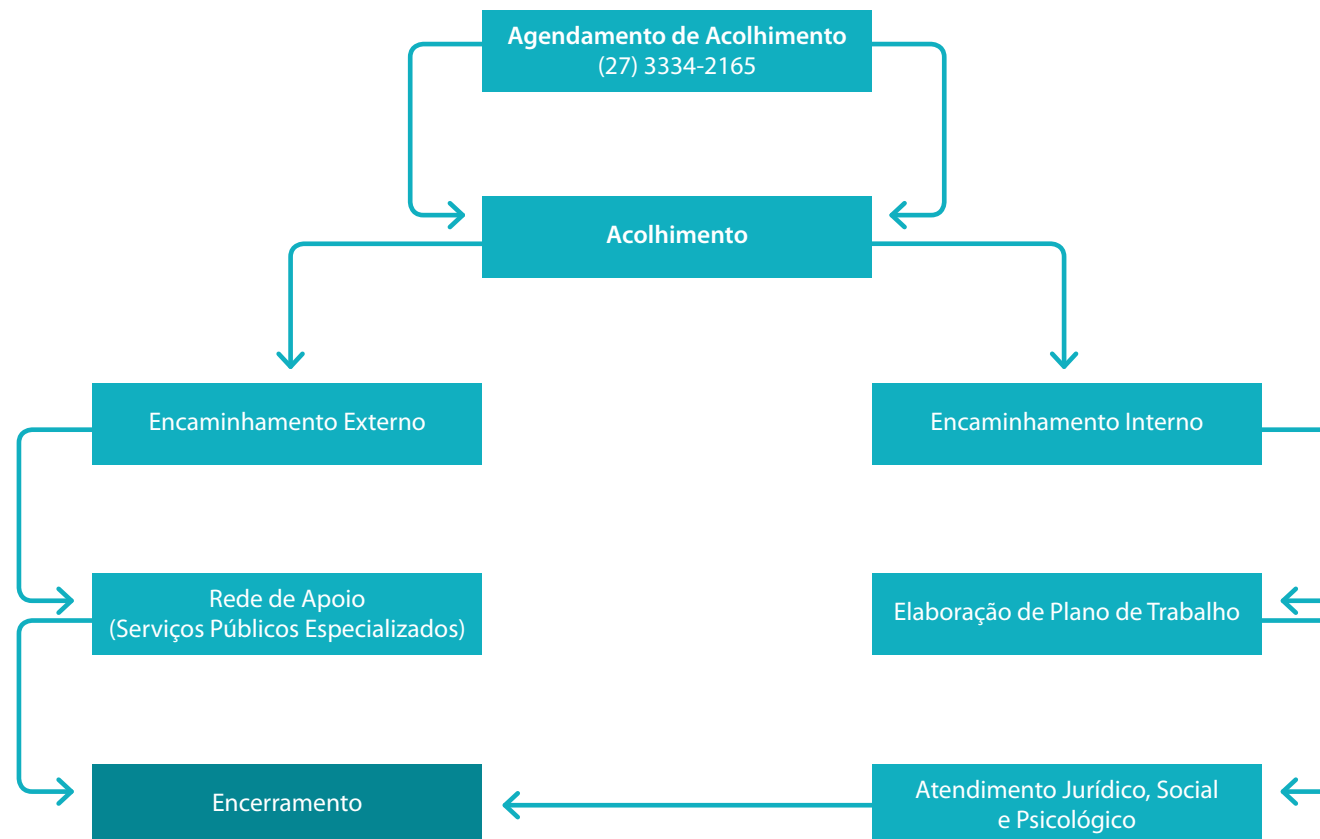 Agendamento de Acolhimento
(27) 3334-2165
Acolhimento
Encaminhamento Externo
Encaminhamento Interno
Rede de Apoio
(Serviços Públicos Especializados)
Elaboração de Plano de Trabalho
Encerramento
Atendimento Jurídico, Social
e Psicológico